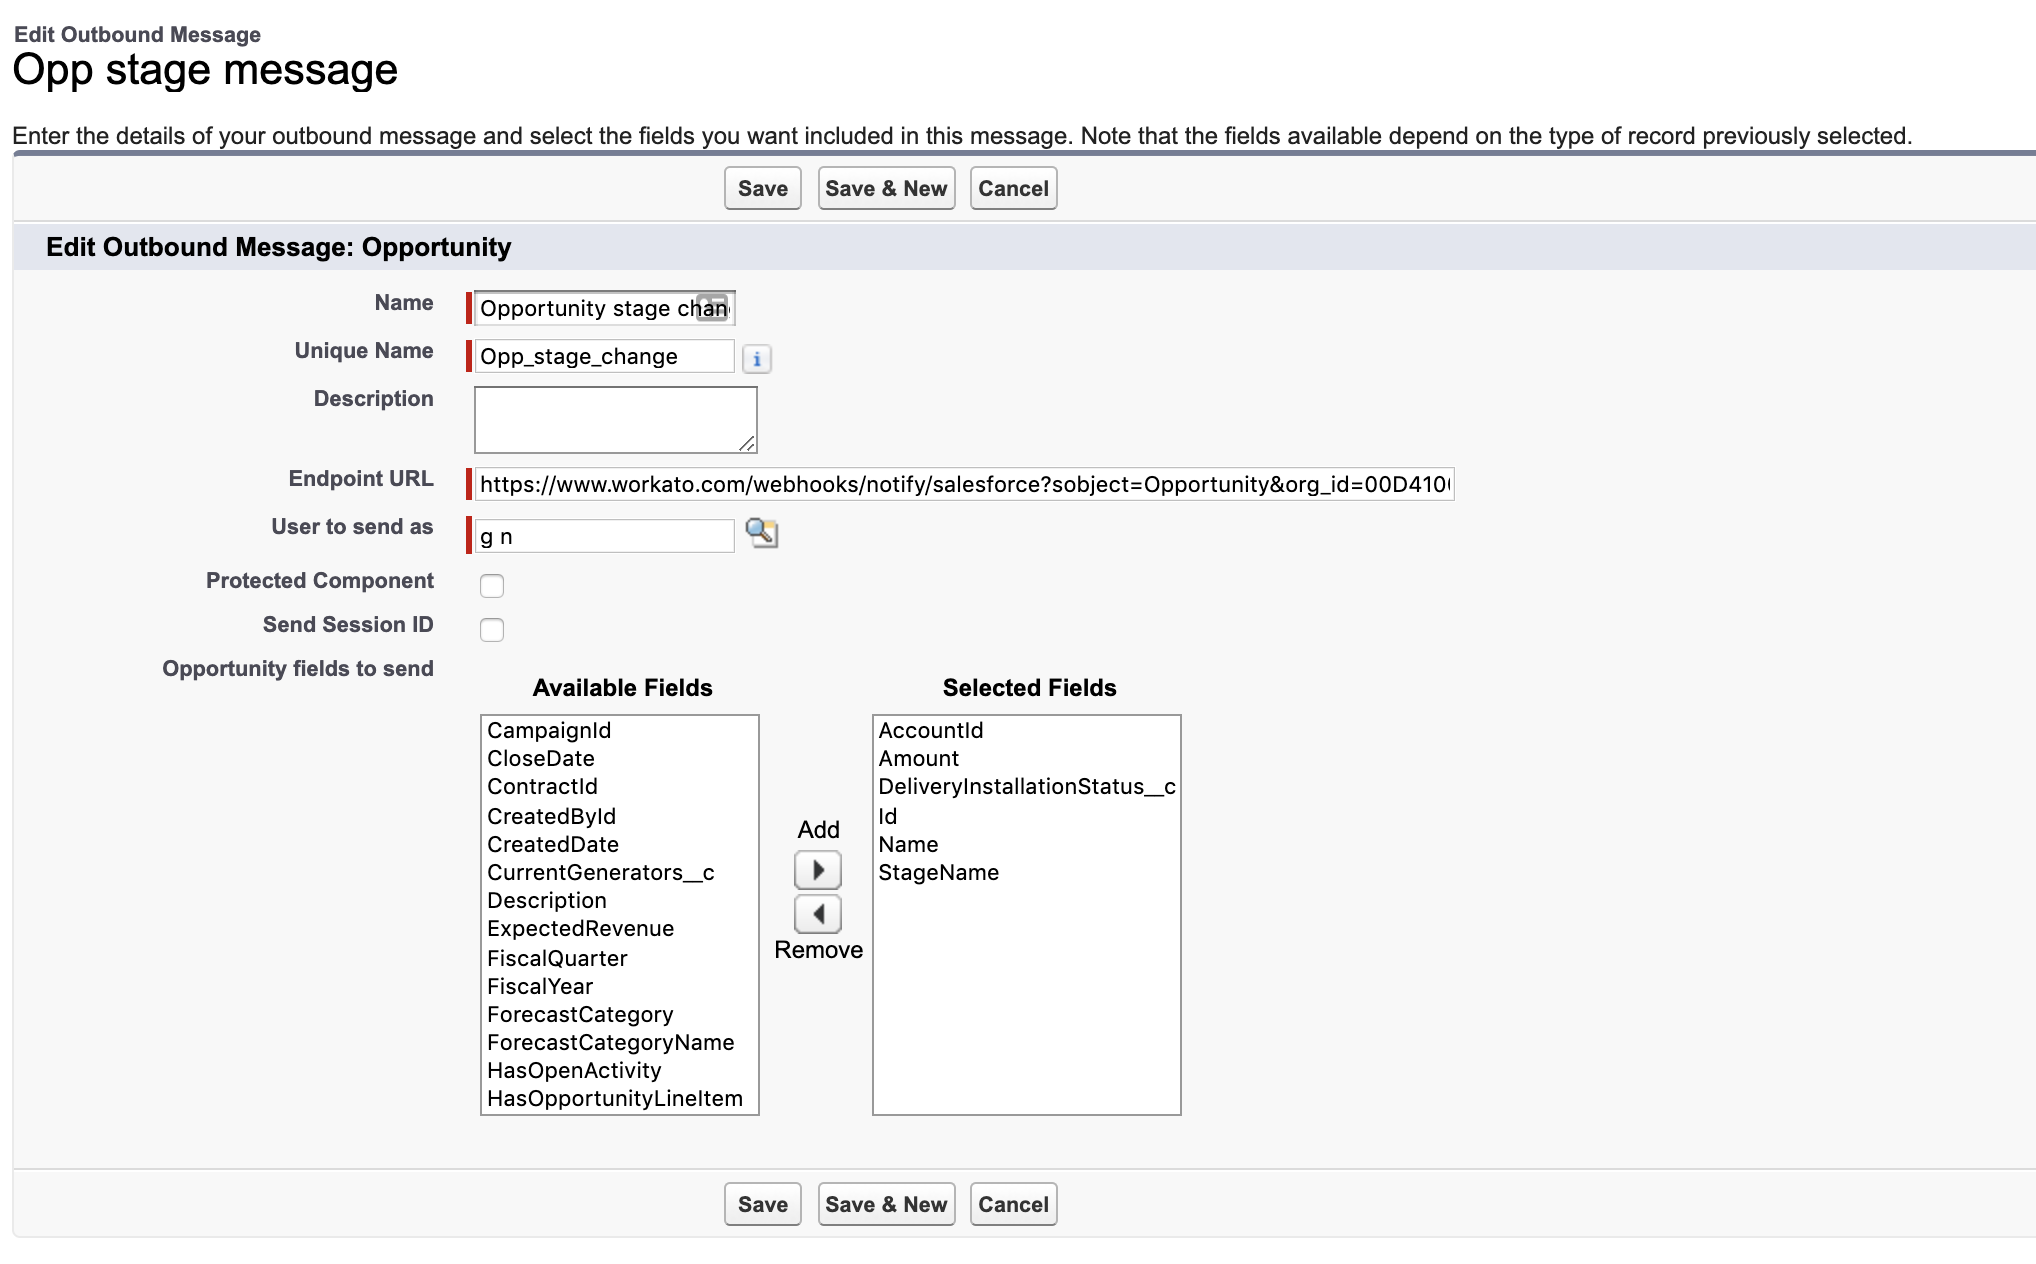 Edit Outbound Message
Opp stage message
Enter the details of your outbound message and select the fields you want included in this message. Note that the fields available depend on the type of record previously selected.
Save Save & New Cancel
Edit Outbound Message: Opportunity
Name Opportunity stage chan
Unique Name Opp_stage_change i
Description
Endpoint URL https://www.workato.com/webhooks/notify/salesforce?sobject=Opportunity&org_id=00D410
User to send as g n
Protected Component
Send Session ID
Opportunity fields to send
Available Fields Selected Fields
CampaignId AccountId
CloseDate Amount
ContractId DeliveryInstallationStatus__c
CreatedById Id
CreatedDate Name
CurrentGenerators__c StageName
Description
ExpectedRevenue
FiscalQuarter
FiscalYear
ForecastCategory
ForecastCategoryName
HasOpenActivity
HasOpportunityLineItem
Add
Remove
Save Save & New Cancel